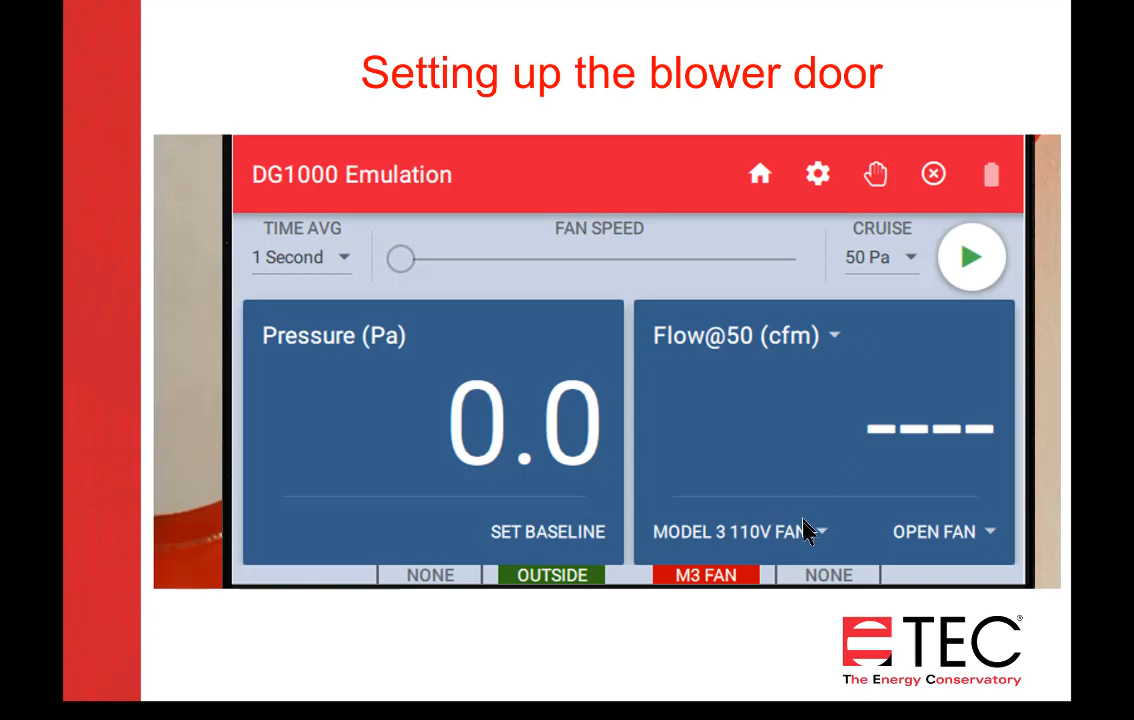 Setting up the blower door
DG1000 Emulation
TIME AVG
FAN SPEED
CRUISE
1 Second
50 Pa
Pressure (Pa)
Flow@50 (cfm)
0.0
----
SET BASELINE
MODEL 3 110V FAN
OPEN FAN
NONE
OUTSIDE
M3 FAN
NONE
TEC®
The Energy Conservatory